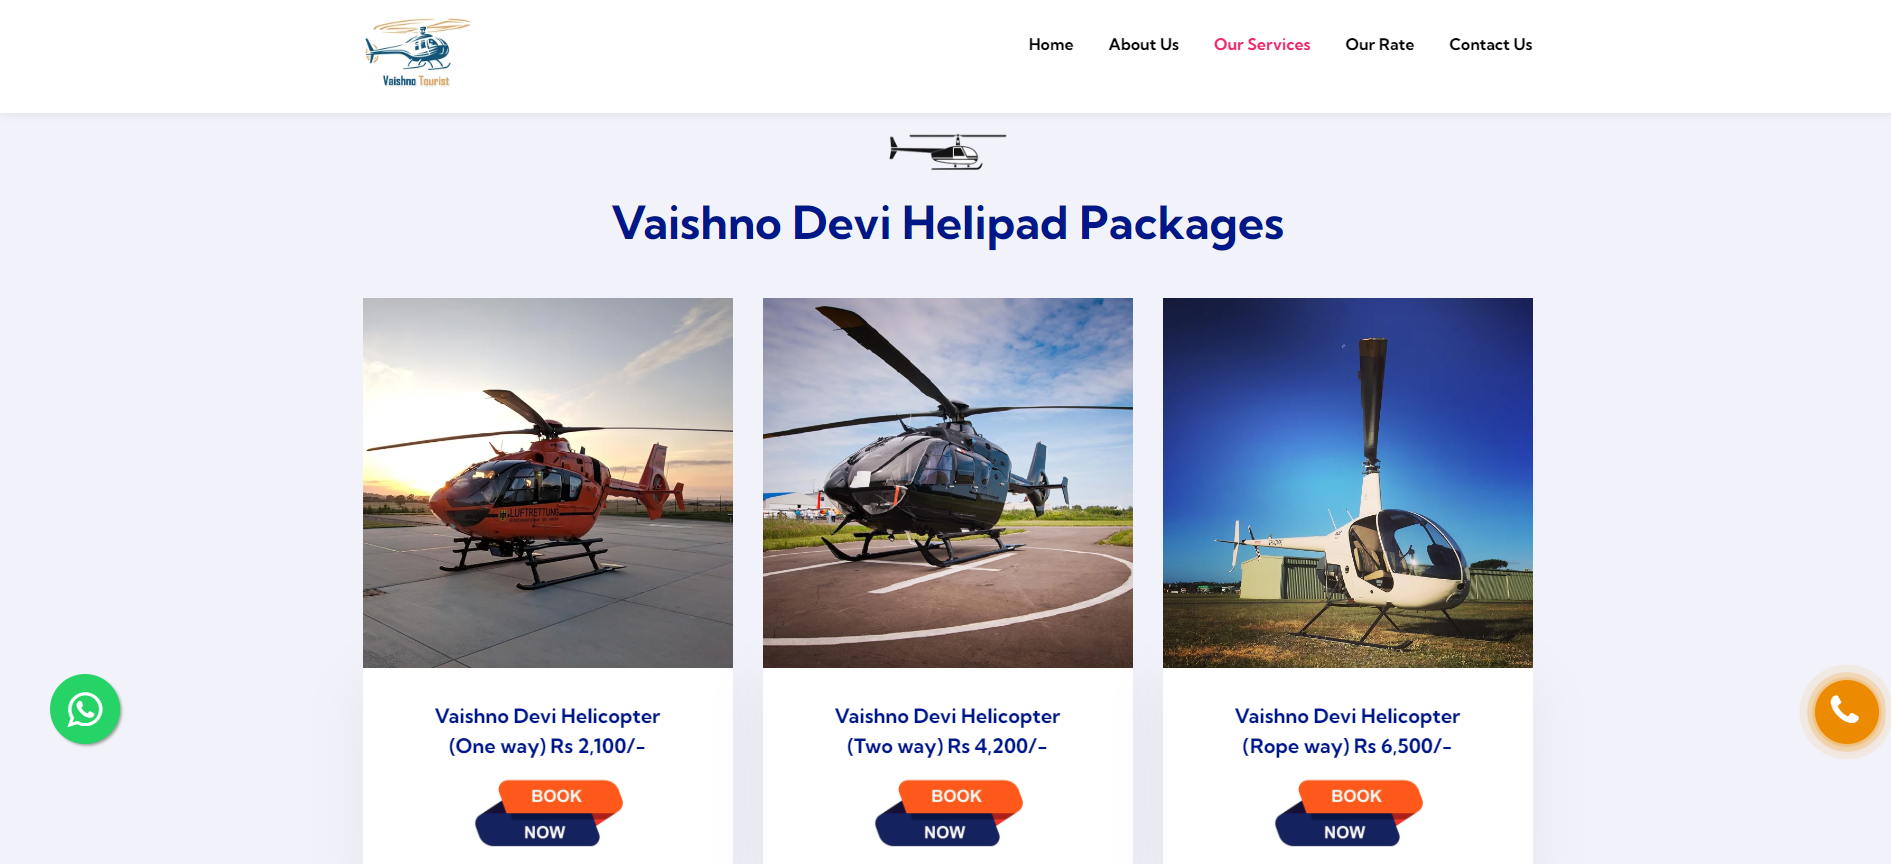 Vaishno Tourist
Home
About Us
Our Services
Our Rate
Contact Us
Vaishno Devi Helipad Packages
LUFTRETTUNG
Vaishno Devi Helicopter
(One way) Rs 2,100/-
BOOK
NOW
Vaishno Devi Helicopter
(Two way) Rs 4,200/-
BOOK
NOW
Vaishno Devi Helicopter
(Rope way) Rs 6,500/-
BOOK
NOW